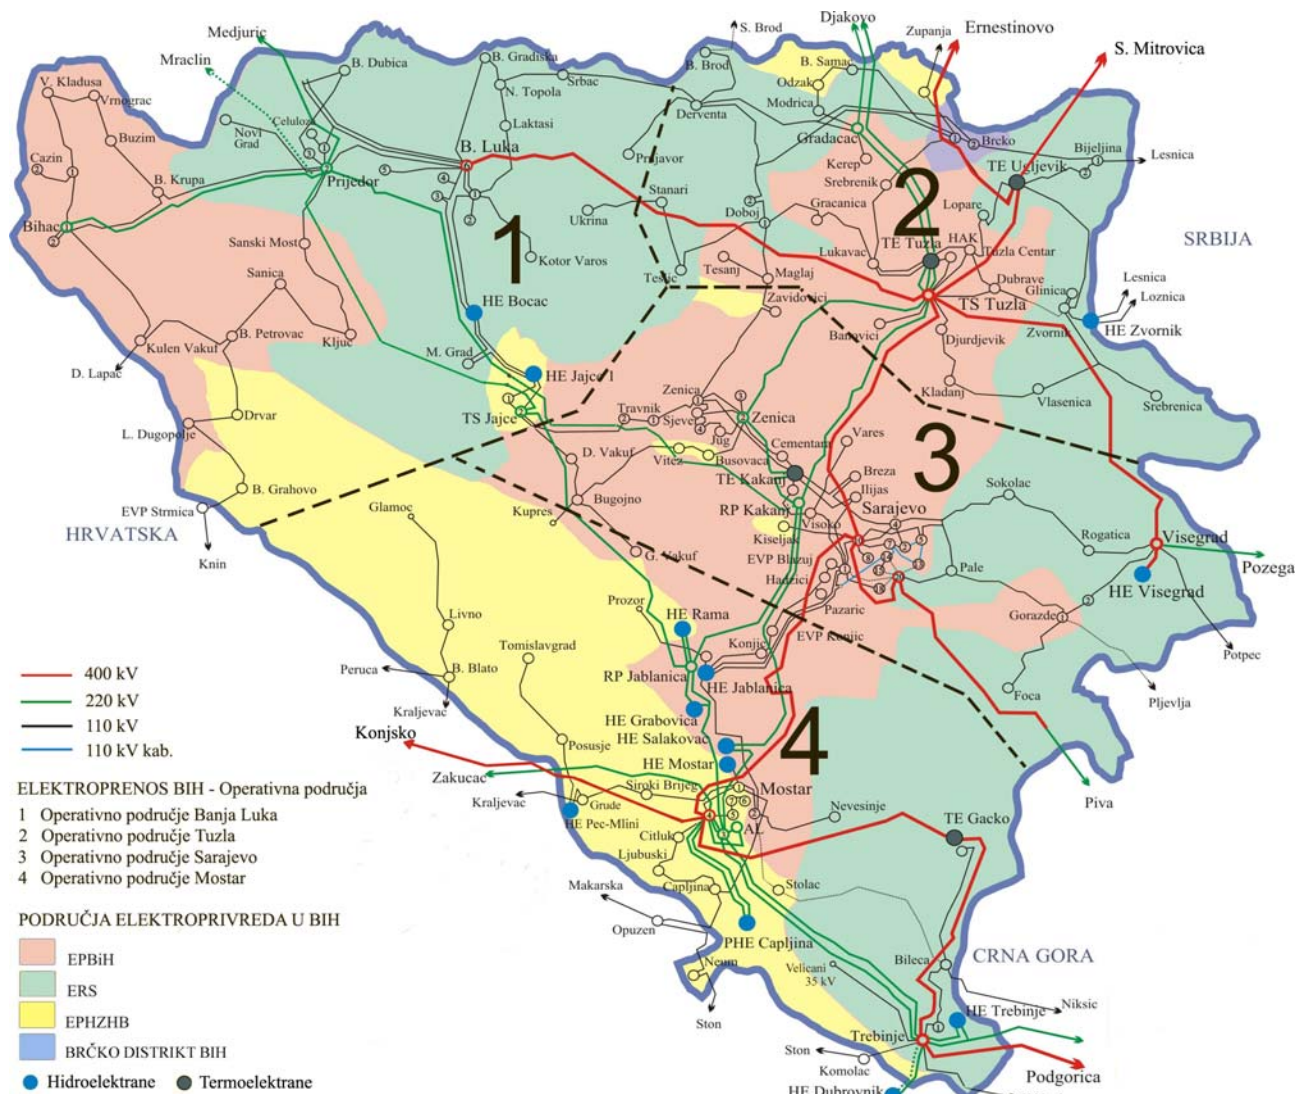 Medjuric
Mraclin
S. Brod
Djakovo
Zupanja
Ernestinovo
S. Mitrovica
V. Kladusa
Vrnograc
Buzim
Cazin
Bihac
B. Krupa
B. Dubica
Novi Grad
Celuloza
Prijedor
B. Gradiska
N. Topola
Srbac
Laktasi
B. Luka
B. Brod
Derventa
Prnjavor
Stanari
Ukrina
Kotor Varos
Teslic
Doboj
B. Samac
Odzak
Modrica
Gradacac
Kerep
Srebrenik
Gracanica
Lukavac
TE Tuzla
HAK
Tuzla Centar
Dubrave
Lopare
Brcko
TE Ugljevik
Bijeljina
Lesnica
SRBIJA
1
2
3
4
Sanski Most
Sanica
Kljuc
B. Petrovac
Kulen Vakuf
D. Lapac
Drvar
L. Dugopolje
B. Grahovo
EVP Strmica
Knin
HRVATSKA
HE Bocac
M. Grad
HE Jajce 1
TS Jajce
Tesanj
Maglaj
Zavidovici
Banovici
TS Tuzla
Glinica
Zvornik
Lesnica
Loznica
HE Zvornik
Djurdjevik
Kladanj
Vlasenica
Srebrenica
Zenica
Travnik
Sjever
Jug
Zenica
Vitez
Busovaca
Cementara
TE Kakanj
RP Kakanj
Vares
Breza
Ilijas
Visoko
Kiseljak
Sarajevo
EVP Blazuj
Hadzici
Pazaric
EVP Konjic
Sokolac
Rogatica
Pale
Visegrad
Pozega
HE Visegrad
Gorazde
Potpec
Foca
Pljevlja
Piva
D. Vakuf
Bugojno
Kupres
G. Vakuf
Glamoc
Livno
Prozor
Tomislavgrad
B. Blato
Peruca
Kraljevac
HE Rama
Konjic
RP Jablanica
HE Jablanica
HE Grabovica
HE Salakovac
HE Mostar
Mostar
Konjsko
Zakucac
Posusje
Kraljevac
Grude
Siroki Brijeg
HE Pec-Mlini
Citluk
Ljubuski
Capljina
AL
Nevesinje
TE Gacko
Stolac
Makarska
Opuzen
PHE Capljina
Neum
Ston
Velicani
35 kV
Bileca
CRNA GORA
Niksic
HE Trebinje
Trebinje
Ston
Komolac
Podgorica
HE Dubrovnik
400 kV
220 kV
110 kV
110 kV kab.
ELEKTROPRENOS BIH - Operativna područja
1 Operativno područje Banja Luka
2 Operativno područje Tuzla
3 Operativno područje Sarajevo
4 Operativno područje Mostar
PODRUČJA ELEKTROPRIVREDA U BIH
EPBiH
ERS
EPHZHB
BRČKO DISTRIKT BIH
Hidroelektrane
Termoelektrane